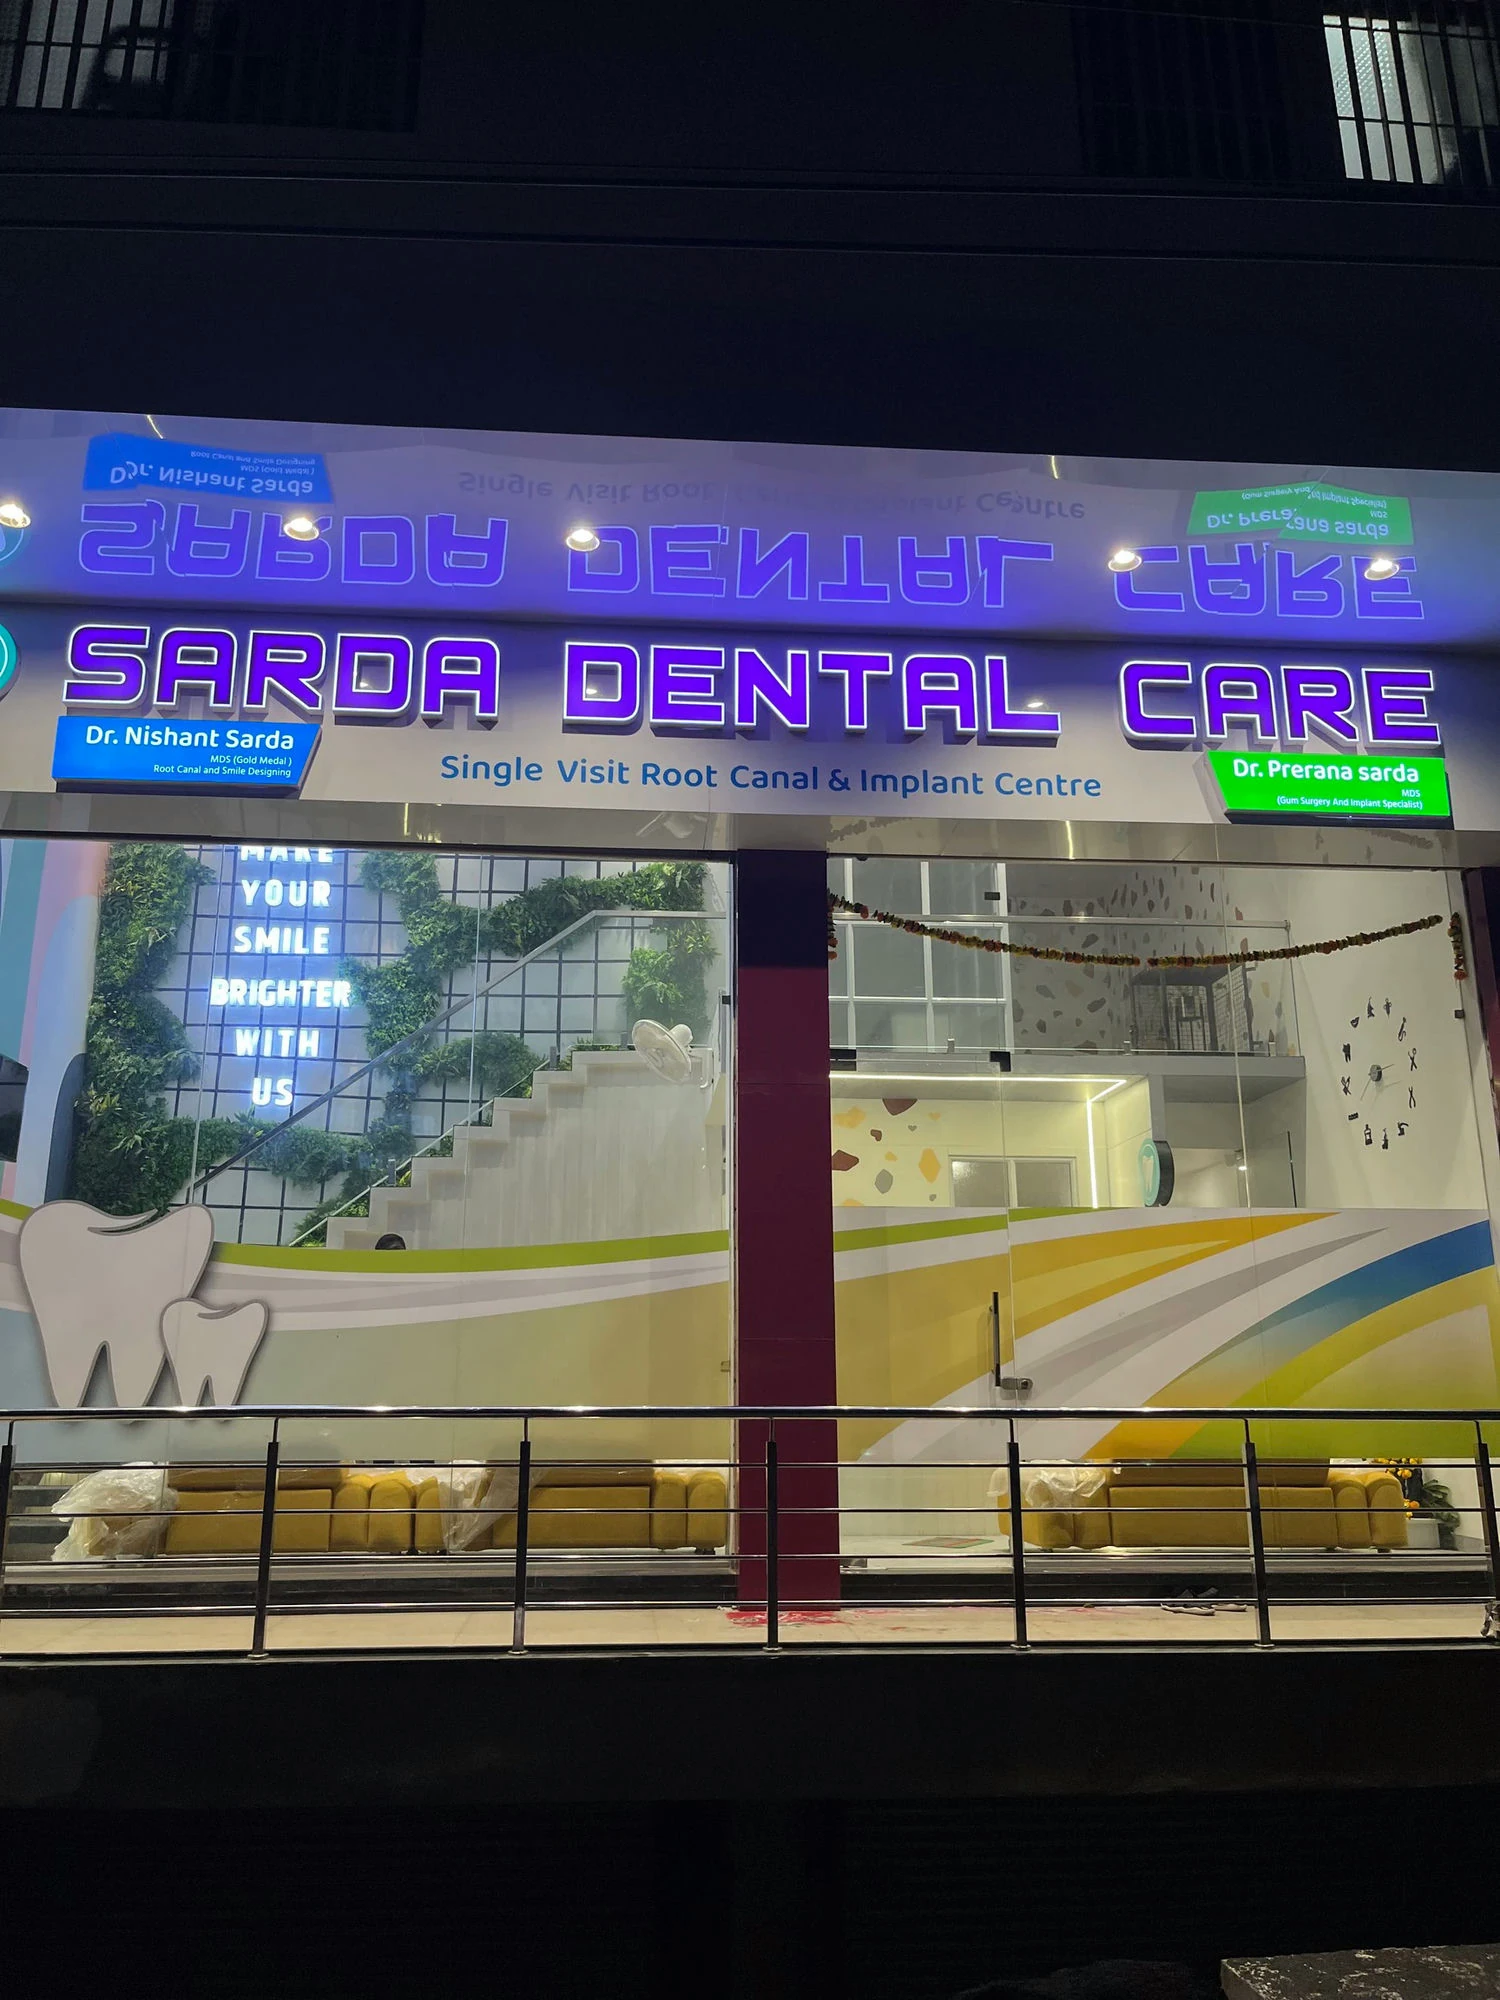 SARDA DENTAL CARE
Dr. Nishant Sarda
MDS (Gold Medal )
Root Canal and Smile Designing
Single Visit Root Canal & Implant Centre
Dr. Prerana sarda
MDS
(Gum Surgery And Implant Specialist)
MAKE
YOUR
SMILE
BRIGHTER
WITH
US